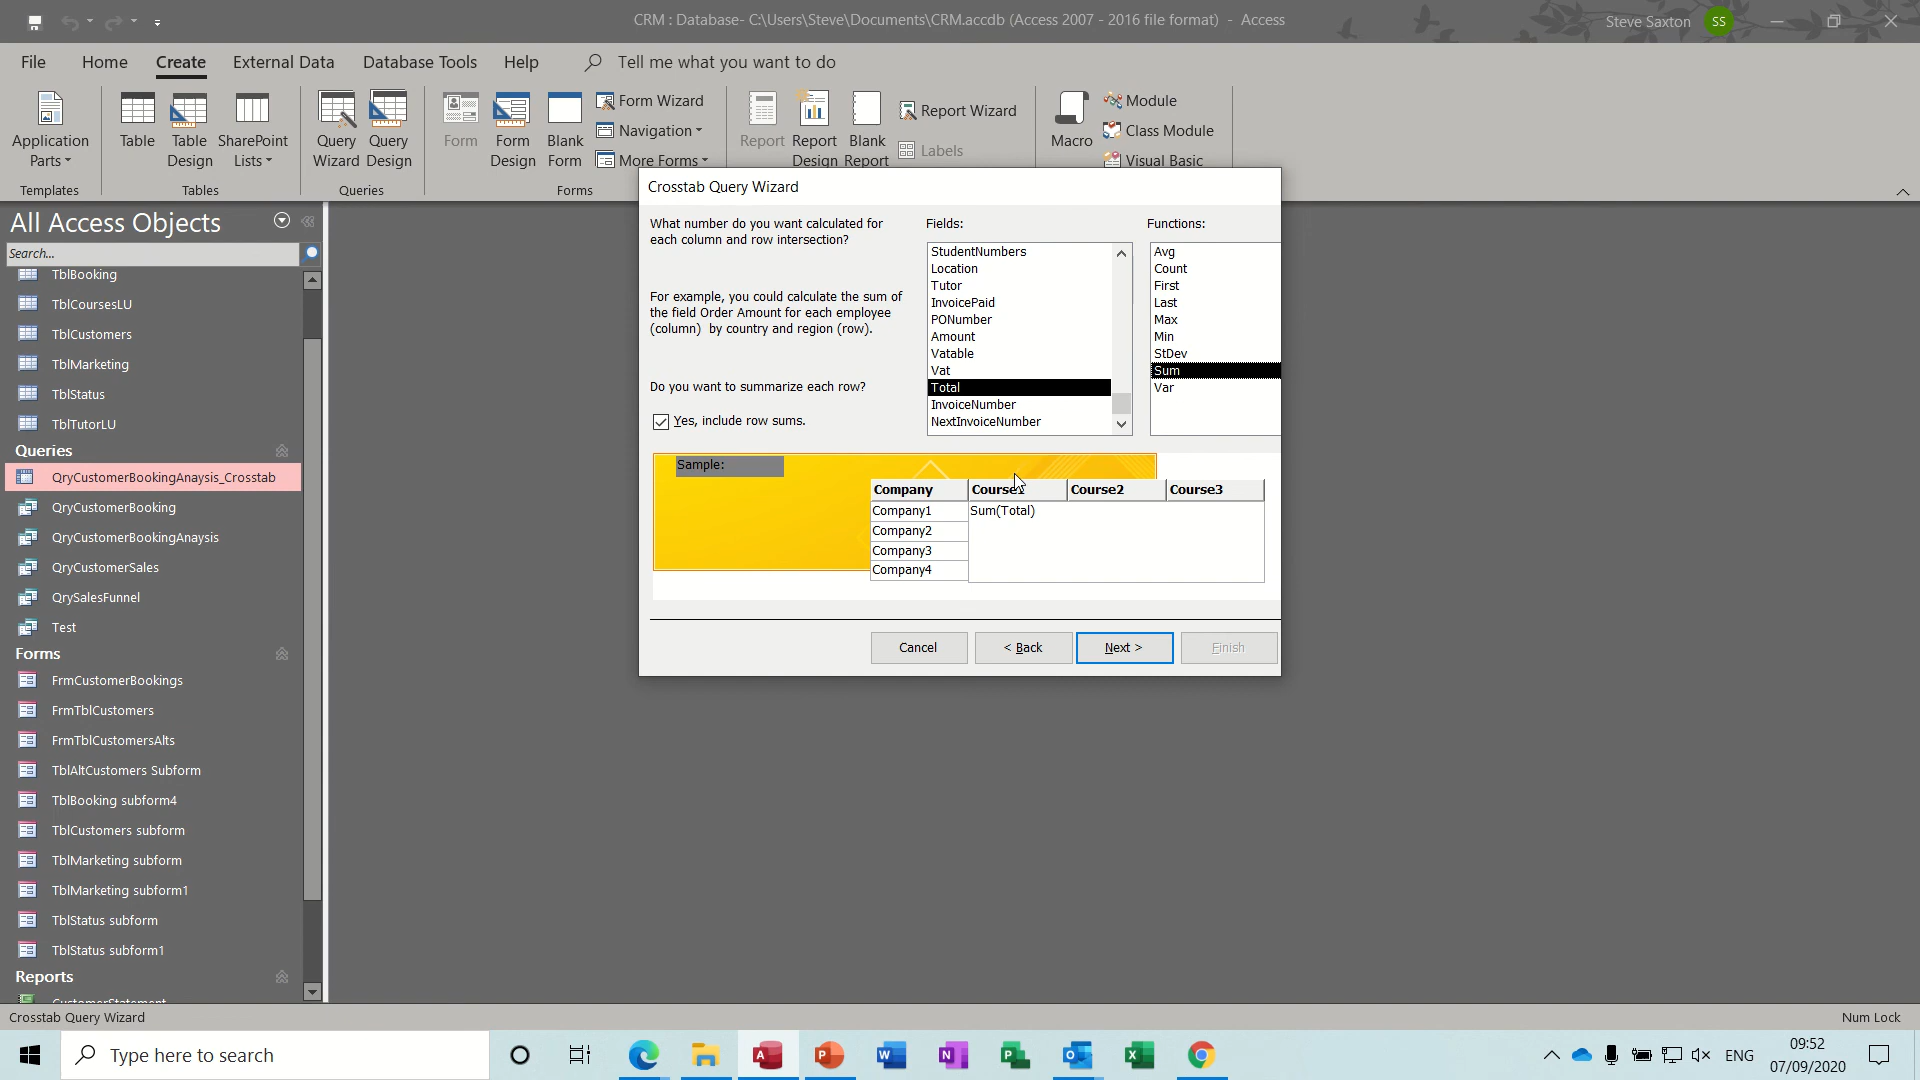 CRM : Database- C:\Users\Steve\Documents\CRM.accdb (Access 2007 - 2016 file format) - Access
Steve Saxton SS
File Home Create External Data Database Tools Help Tell me what you want to do
Application Parts
Templates
Table
Table Design
SharePoint Lists
Tables
Query Wizard
Query Design
Queries
Form
Form Design
Blank Form
Form Wizard
Navigation
More Forms
Forms
Report
Report Design
Blank Report
Report Wizard
Labels
Macro
Module
Class Module
Visual Basic
All Access Objects
Search...
TblBooking
TblCoursesLU
TblCustomers
TblMarketing
TblStatus
TblTutorLU
Queries
QryCustomerBookingAnaysis_Crosstab
QryCustomerBooking
QryCustomerBookingAnaysis
QryCustomerSales
QrySalesFunnel
Test
Forms
FrmCustomerBookings
FrmTblCustomers
FrmTblCustomersAlts
TblAltCustomers Subform
TblBooking subform4
TblCustomers subform
TblMarketing subform
TblMarketing subform1
TblStatus subform
TblStatus subform1
Reports
CustomerStatement
Crosstab Query Wizard
What number do you want calculated for
each column and row intersection?
For example, you could calculate the sum of
the field Order Amount for each employee
(column) by country and region (row).
Do you want to summarize each row?
Yes, include row sums.
Fields:
StudentNumbers
Location
Tutor
InvoicePaid
PONumber
Amount
Vatable
Vat
Total
InvoiceNumber
NextInvoiceNumber
Functions:
Avg
Count
First
Last
Max
Min
StDev
Sum
Var
Sample:
Company Course1 Course2 Course3
Company1 Sum(Total)
Company2
Company3
Company4
Cancel < Back Next > Finish
Crosstab Query Wizard
Num Lock
Type here to search
ENG
09:52
07/09/2020